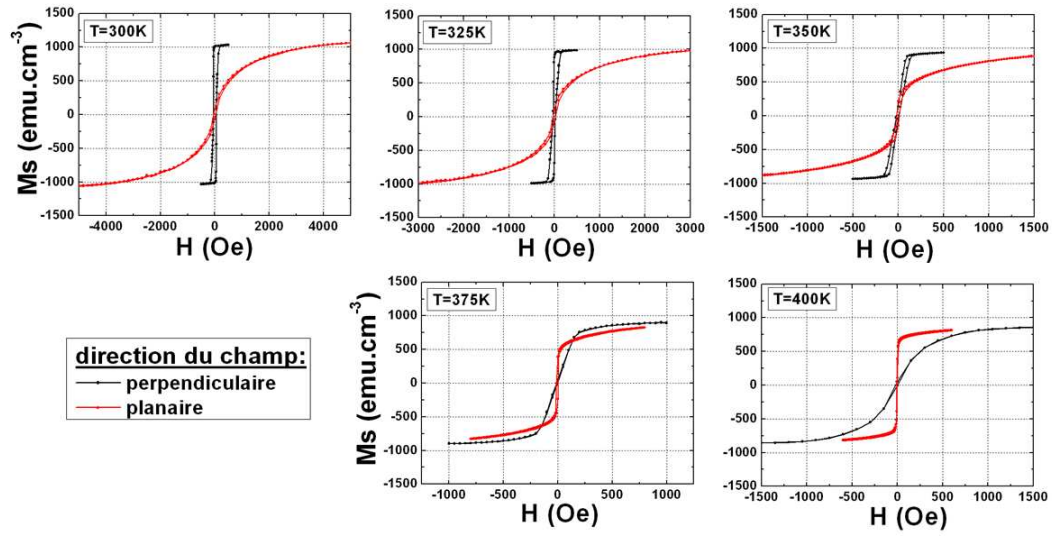 T=300K
1500
1000
500
0
-500
-1000
-1500
-4000 -2000 0 2000 4000
H (Oe)
Ms (emu.cm-3)
T=325K
1500
1000
500
0
-500
-1000
-1500
-3000 -2000 -1000 0 1000 2000 3000
H (Oe)
T=350K
1500
1000
500
0
-500
-1000
-1500
-1500 -1000 -500 0 500 1000 1500
H (Oe)
direction du champ:
perpendiculaire
planaire
T=375K
1500
1000
500
0
-500
-1000
-1500
-1000 -500 0 500 1000
H (Oe)
Ms (emu.cm-3)
T=400K
1500
1000
500
0
-500
-1000
-1500
-1500 -1000 -500 0 500 1000 1500
H (Oe)